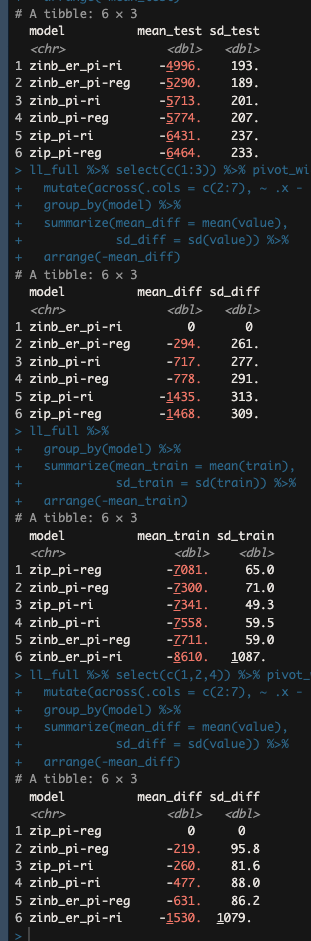 # A tibble: 6 × 3
model mean_test sd_test
<chr> <dbl> <dbl>
1 zinb_er_pi-ri -4996. 193.
2 zinb_er_pi-reg -5290. 189.
3 zinb_pi-ri -5713. 201.
4 zinb_pi-reg -5774. 207.
5 zip_pi-ri -6431. 237.
6 zip_pi-reg -6464. 233.
> ll_full %>% select(c(1:3)) %>% pivot_wi
+ mutate(across(.cols = c(2:7), ~ .x -
+ group_by(model) %>%
+ summarize(mean_diff = mean(value),
+ sd_diff = sd(value)) %>%
+ arrange(-mean_diff)
# A tibble: 6 × 3
model mean_diff sd_diff
<chr> <dbl> <dbl>
1 zinb_er_pi-ri 0 0
2 zinb_er_pi-reg -294. 261.
3 zinb_pi-ri -717. 277.
4 zinb_pi-reg -778. 291.
5 zip_pi-ri -1435. 313.
6 zip_pi-reg -1468. 309.
> ll_full %>%
+ group_by(model) %>%
+ summarize(mean_train = mean(train),
+ sd_train = sd(train)) %>%
+ arrange(-mean_train)
# A tibble: 6 × 3
model mean_train sd_train
<chr> <dbl> <dbl>
1 zip_pi-reg -7081. 65.0
2 zinb_pi-reg -7300. 71.0
3 zip_pi-ri -7341. 49.3
4 zinb_pi-ri -7558. 59.5
5 zinb_er_pi-reg -7711. 59.0
6 zinb_er_pi-ri -8610. 1087.
> ll_full %>% select(c(1,2,4)) %>% pivot_
+ mutate(across(.cols = c(2:7), ~ .x -
+ group_by(model) %>%
+ summarize(mean_diff = mean(value),
+ sd_diff = sd(value)) %>%
+ arrange(-mean_diff)
# A tibble: 6 × 3
model mean_diff sd_diff
<chr> <dbl> <dbl>
1 zip_pi-reg 0 0
2 zinb_pi-reg -219. 95.8
3 zip_pi-ri -260. 81.6
4 zinb_pi-ri -477. 88.0
5 zinb_er_pi-reg -631. 86.2
6 zinb_er_pi-ri -1530. 1079.
>